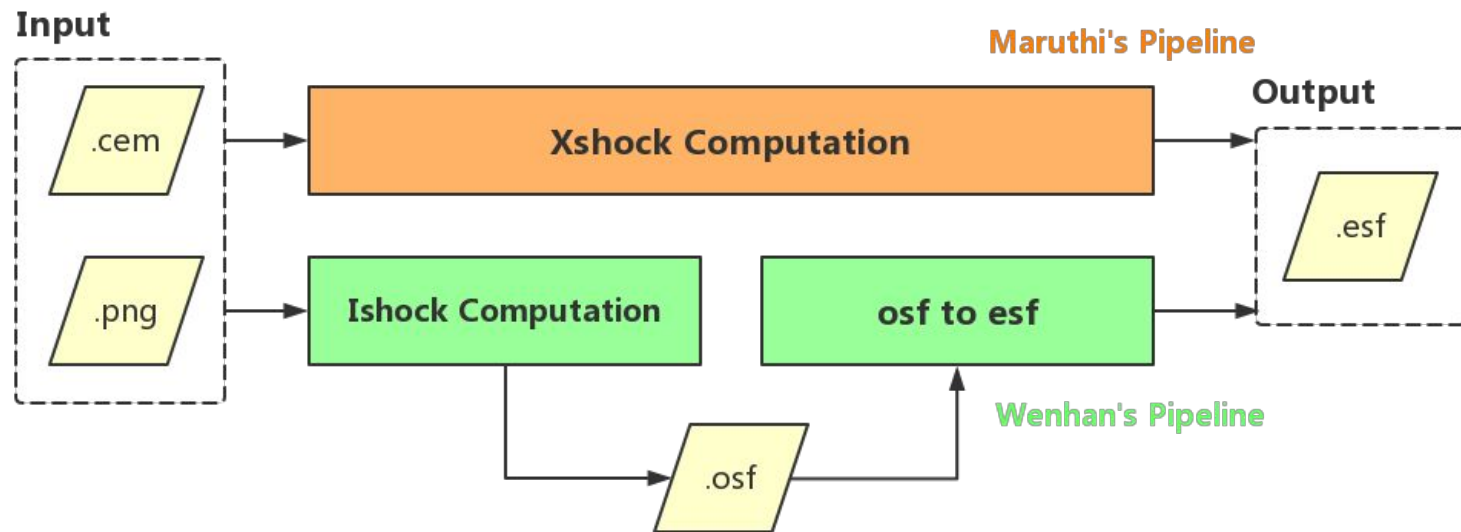 Input
Maruthi's Pipeline
Output
.cem
Xshock Computation
.esf
.png
Ishock Computation
osf to esf
Wenhan's Pipeline
.osf